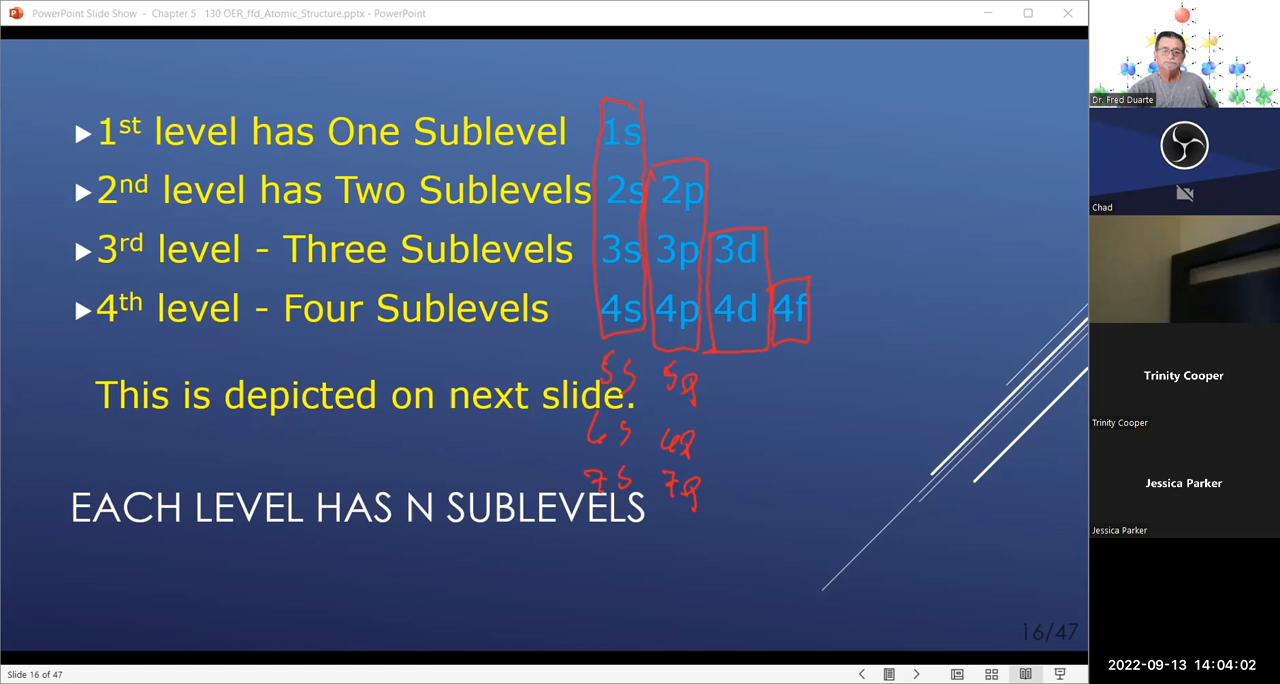 PowerPoint Slide Show - Chapter 5 130 OER_ffd_Atomic_Structure.pptx - PowerPoint
▶1st level has One Sublevel 1s
▶2nd level has Two Sublevels 2s 2p
▶3rd level - Three Sublevels 3s 3p 3d
▶4th level - Four Sublevels 4s 4p 4d 4f
5s 5p
This is depicted on next slide.
6s 6p
7s 7p
EACH LEVEL HAS N SUBLEVELS
16/47
Slide 16 of 47
Dr. Fred Duarte
Chad
Trinity Cooper
Trinity Cooper
Jessica Parker
Jessica Parker
2022-09-13 14:04:02